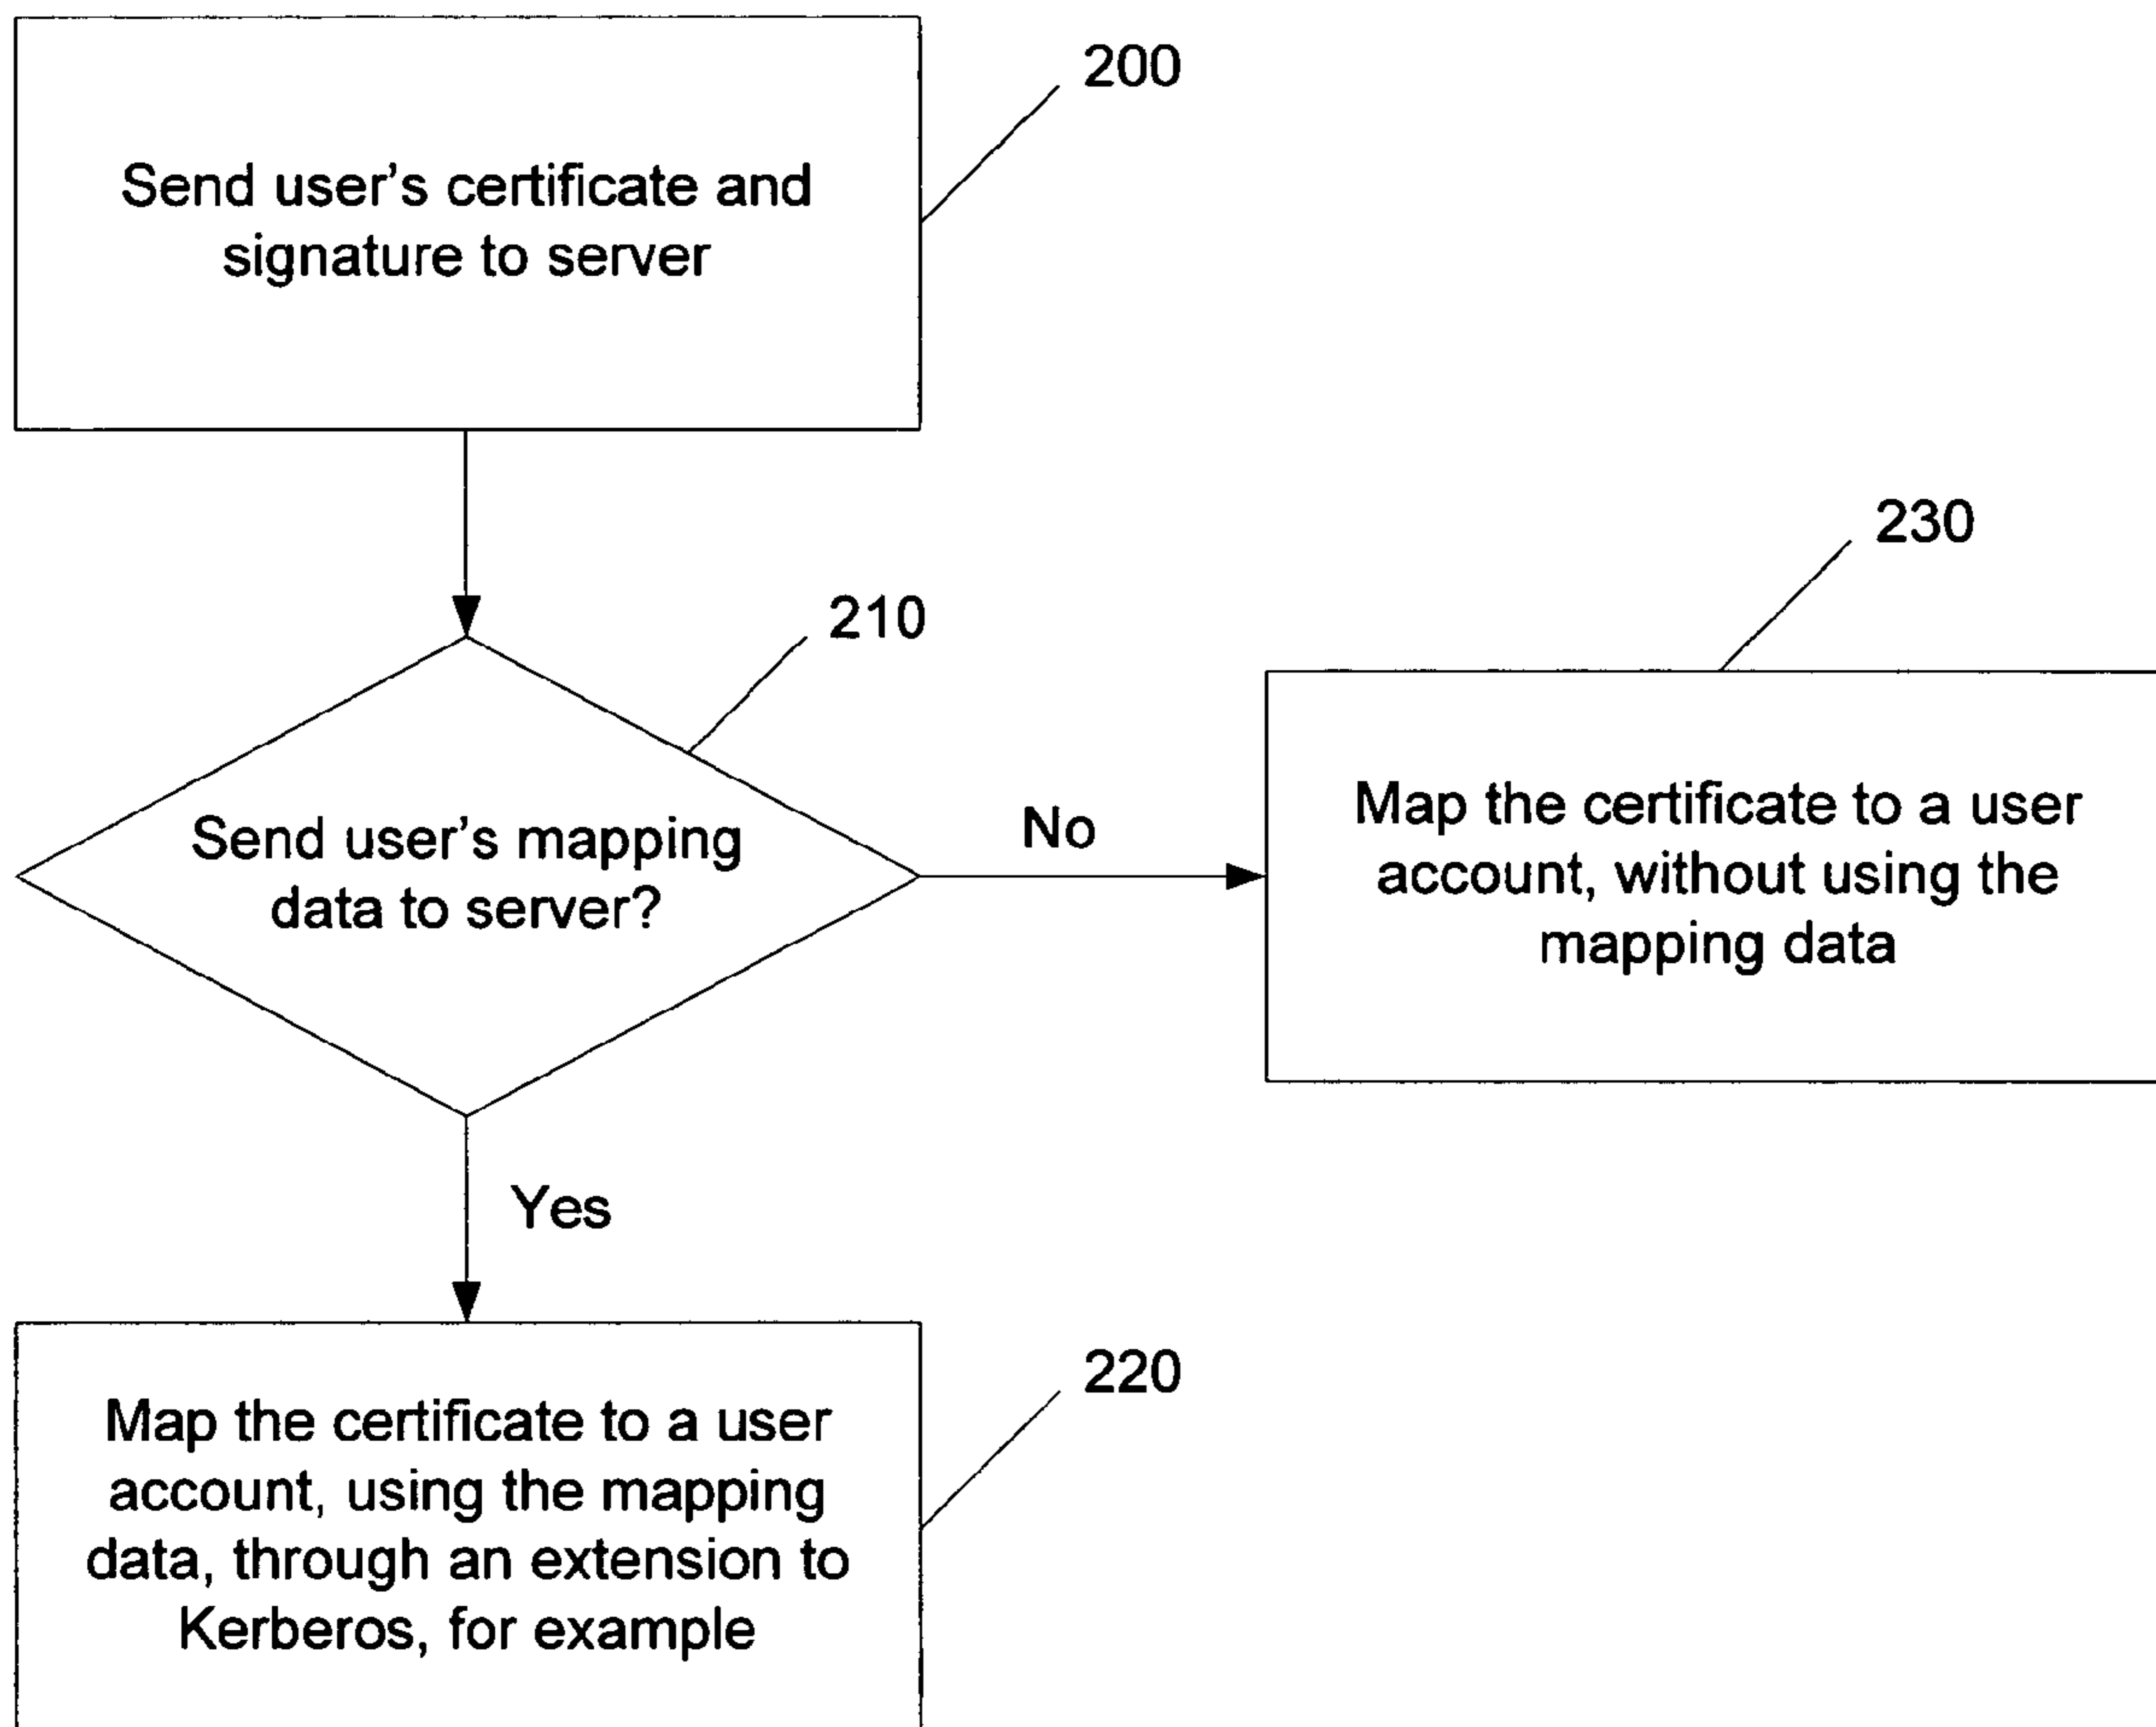 200
Send user's certificate and
signature to server
210
Send user's mapping
data to server?
No
230
Map the certificate to a user
account, without using the
mapping data
Yes
220
Map the certificate to a user
account, using the mapping
data, through an extension to
Kerberos, for example